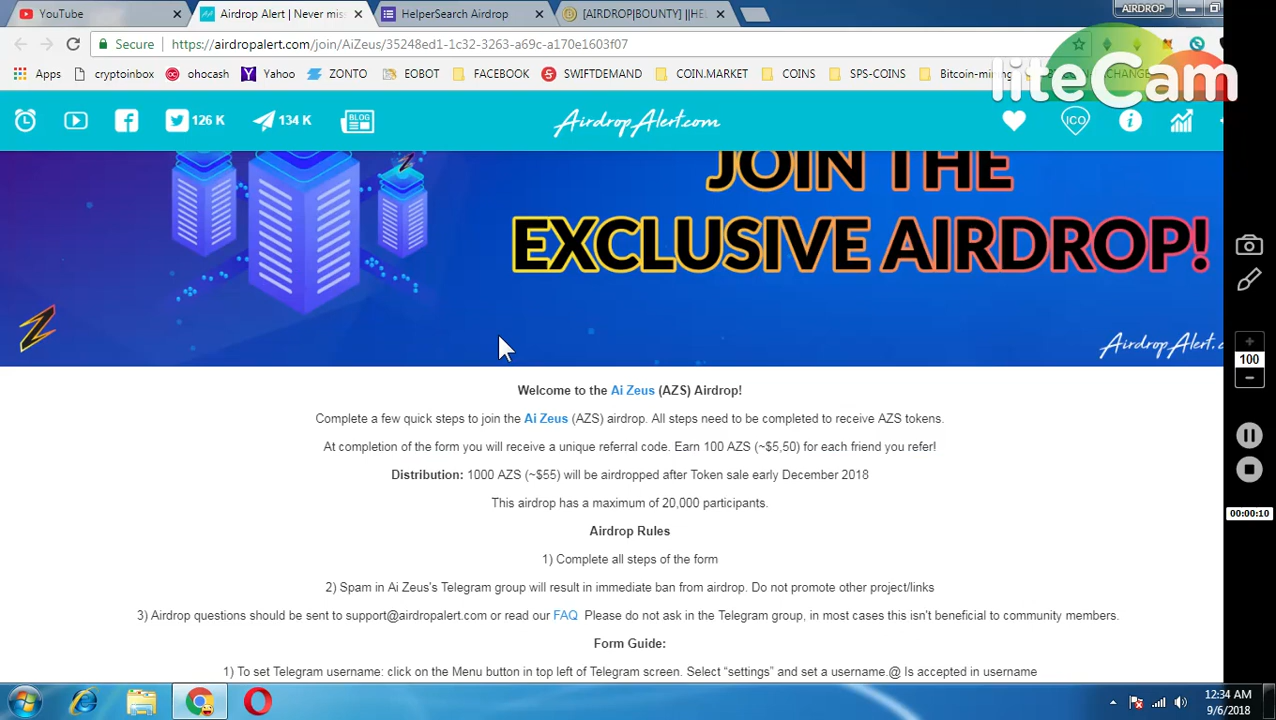 YouTube
Airdrop Alert | Never mis
HelperSearch Airdrop
[AIRDROP|BOUNTY] ||HEL
AIRDROP
Secure
https://airdropalert.com/join/AiZeus/35248ed1-1c32-3263-a69c-a170e1603f07
Apps cryptoinbox ohocash Yahoo ZONTO EOBOT FACEBOOK SWIFTDEMAND COIN.MARKET COINS SPS-COINS Bitcoin-mining
liteCam
126 K 134 K BLOG AirdropAlert.com ICO
JOIN THE
EXCLUSIVE AIRDROP!
AirdropAlert.c
Welcome to the Ai Zeus (AZS) Airdrop!
Complete a few quick steps to join the Ai Zeus (AZS) airdrop. All steps need to be completed to receive AZS tokens.
At completion of the form you will receive a unique referral code. Earn 100 AZS (~$5,50) for each friend you refer!
Distribution: 1000 AZS (~$55) will be airdropped after Token sale early December 2018
This airdrop has a maximum of 20,000 participants.
Airdrop Rules
1) Complete all steps of the form
2) Spam in Ai Zeus's Telegram group will result in immediate ban from airdrop. Do not promote other project/links
3) Airdrop questions should be sent to support@airdropalert.com or read our FAQ Please do not ask in the Telegram group, in most cases this isn't beneficial to community members.
Form Guide:
1) To set Telegram username: click on the Menu button in top left of Telegram screen. Select “settings” and set a username.@ Is accepted in username
100
00:00:10
12:34 AM
9/6/2018